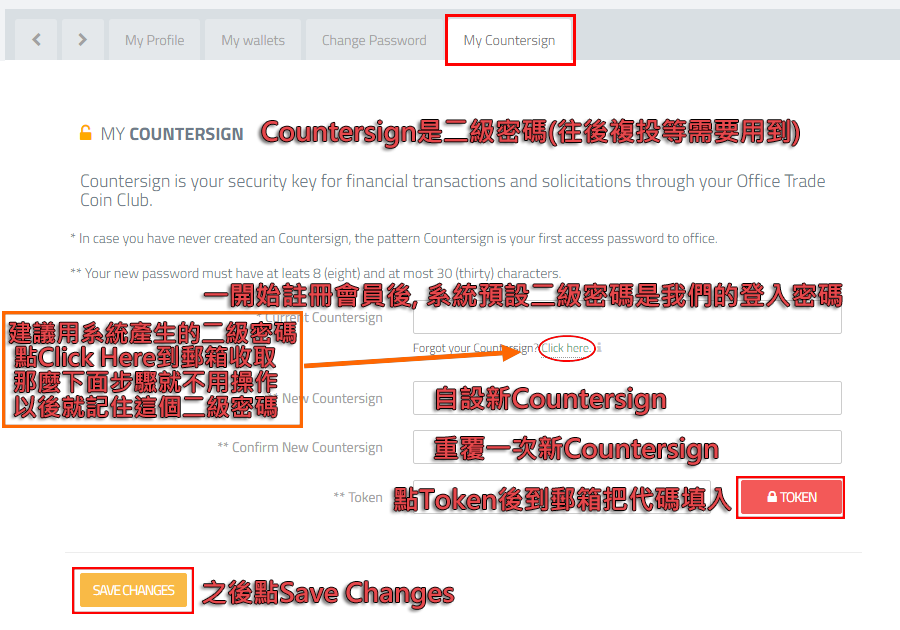 My Profile
My wallets
Change Password
My Countersign
MY COUNTERSIGN
Countersign是二級密碼(往後複投等需要用到)
Countersign is your security key for financial transactions and solicitations through your Office Trade
Coin Club.
* In case you have never created an Countersign, the pattern Countersign is your first access password to office.
** Your new password must have at leats 8 (eight) and at most 30 (thirty) characters.
一開始註冊會員後, 系統預設二級密碼是我們的登入密碼
* Current Countersign
建議用系統產生的二級密碼
點Click Here到郵箱收取
那麼下面步驟就不用操作
以後就記住這個二級密碼
Forgot your Countersign? Click here.
New Countersign
自設新Countersign
** Confirm New Countersign
重覆一次新Countersign
** Token
點Token後到郵箱把代碼填入
TOKEN
SAVE CHANGES
之後點Save Changes